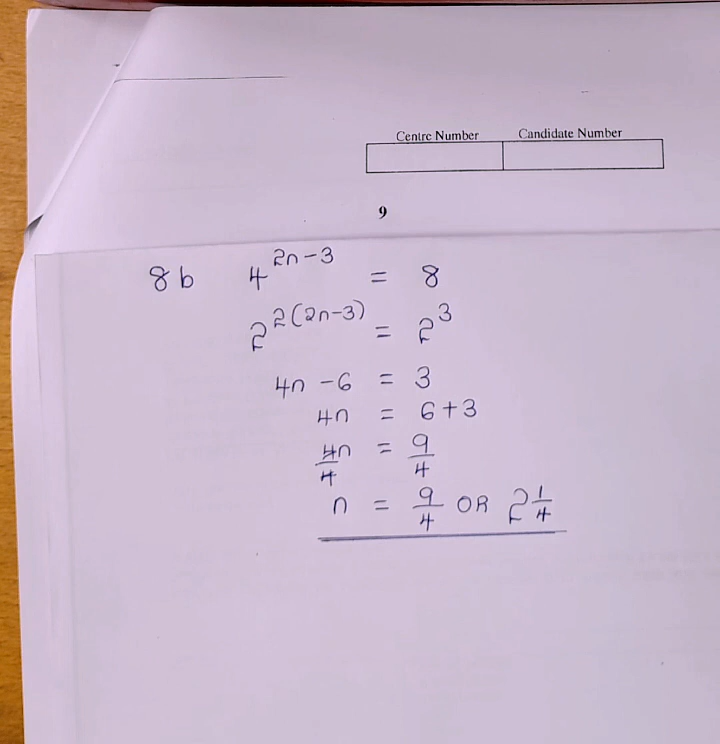 Centre Number Candidate Number
9
8b 4^{2n-3} = 8
2^{2(2n-3)} = 2^3
4n - 6 = 3
4n = 6+3
4n/4 = 9/4
n = 9/4 OR 2 1/4